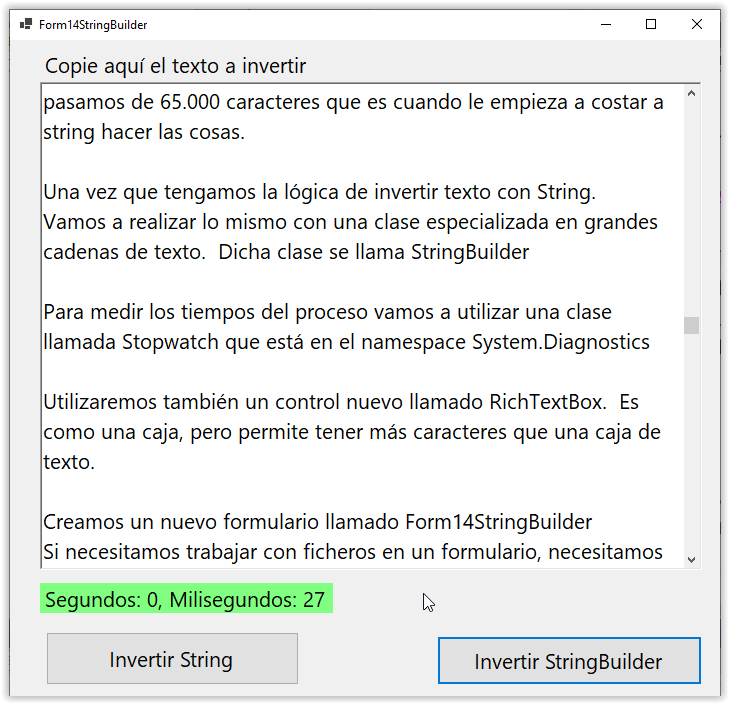 Form14StringBuilder
Copie aquí el texto a invertir
pasamos de 65.000 caracteres que es cuando le empieza a costar a
string hacer las cosas.
Una vez que tengamos la lógica de invertir texto con String.
Vamos a realizar lo mismo con una clase especializada en grandes
cadenas de texto.  Dicha clase se llama StringBuilder
Para medir los tiempos del proceso vamos a utilizar una clase
llamada Stopwatch que está en el namespace System.Diagnostics
Utilizaremos también un control nuevo llamado RichTextBox.  Es
como una caja, pero permite tener más caracteres que una caja de
texto.
Creamos un nuevo formulario llamado Form14StringBuilder
Si necesitamos trabajar con ficheros en un formulario, necesitamos
Segundos: 0, Milisegundos: 27
Invertir String
Invertir StringBuilder